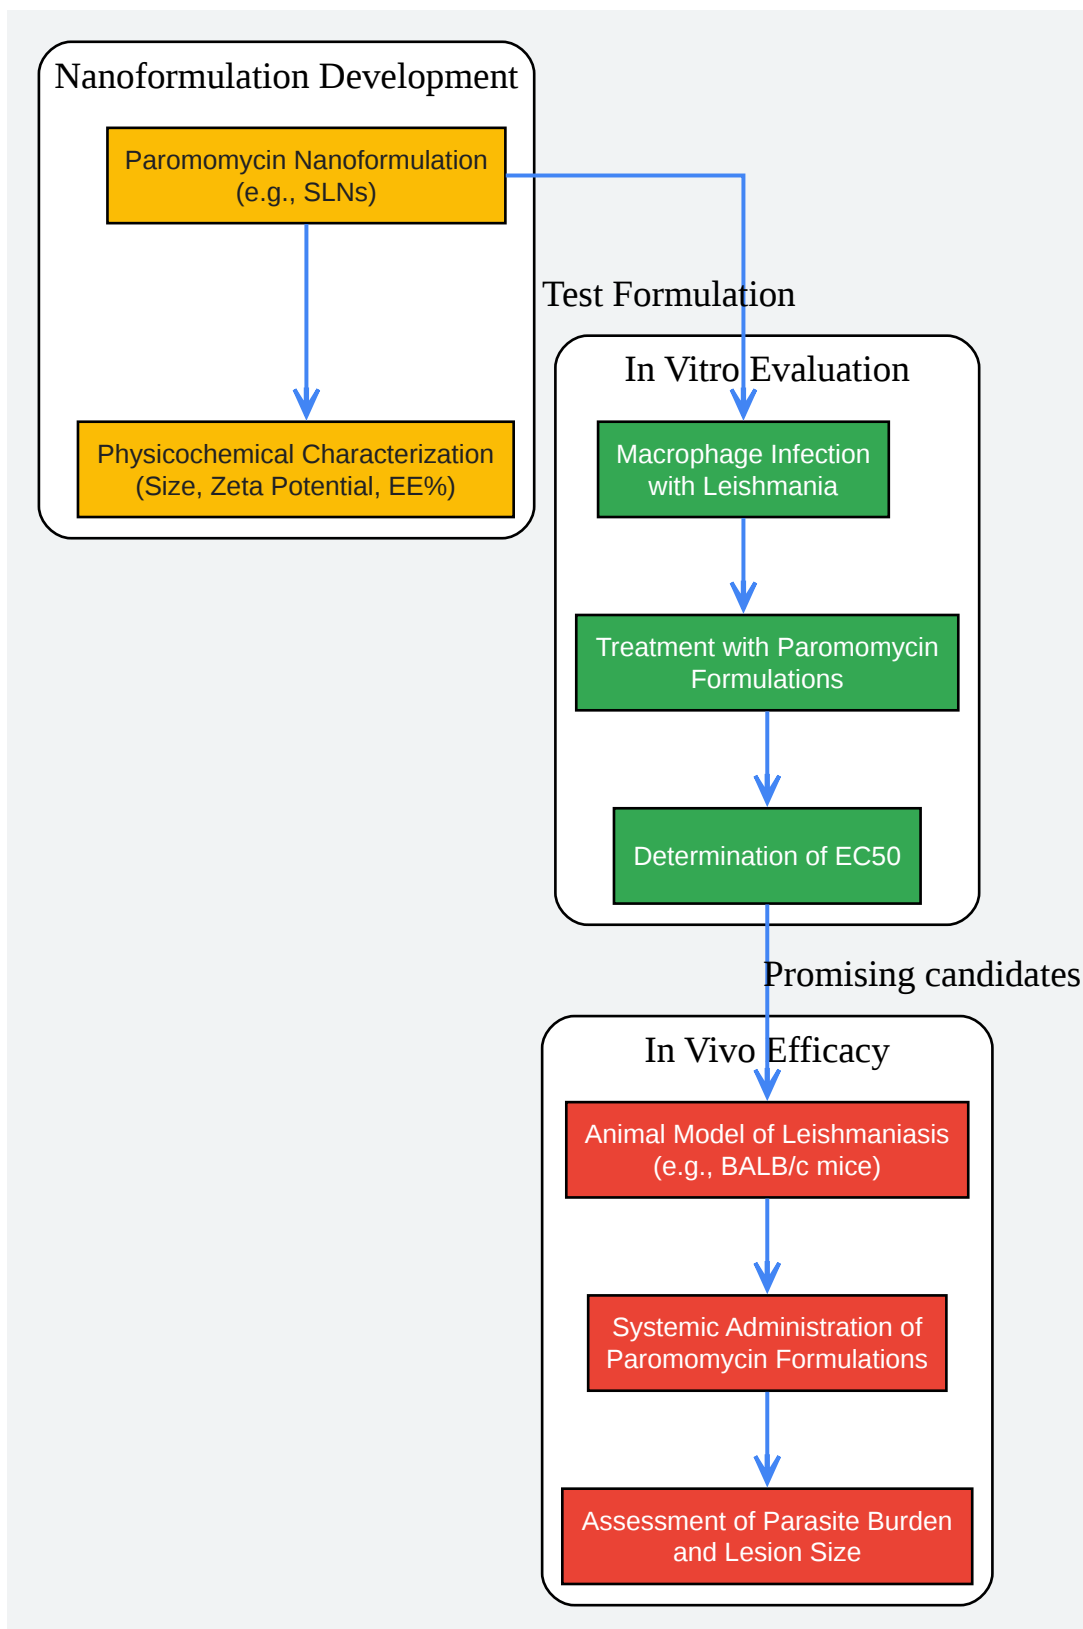 Nanoformulation Development
Paromomycin Nanoformulation
(e.g., SLNs)
Physicochemical Characterization
(Size, Zeta Potential, EE%)
Test Formulation
In Vitro Evaluation
Macrophage Infection
with Leishmania
Treatment with Paromomycin
Formulations
Determination of EC50
Promising candidates
In Vivo Efficacy
Animal Model of Leishmaniasis
(e.g., BALB/c mice)
Systemic Administration of
Paromomycin Formulations
Assessment of Parasite Burden
and Lesion Size